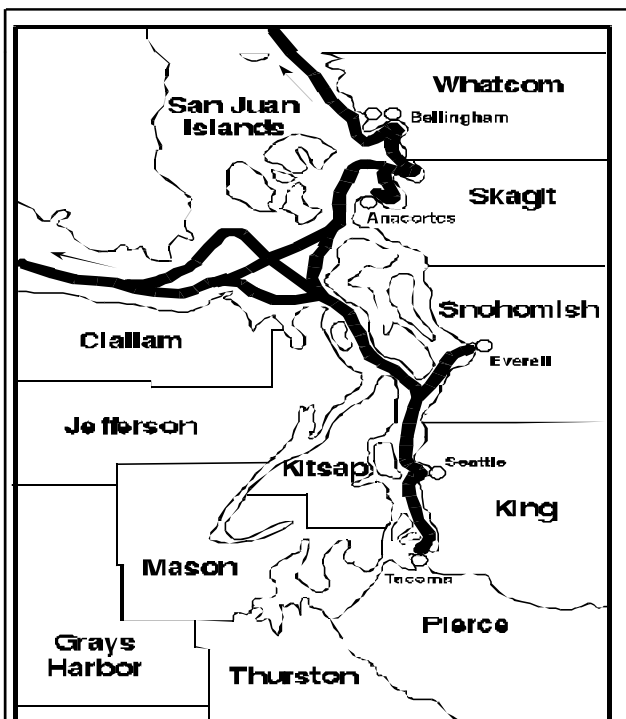 Whatcom
San Juan
Islands
Bellingham
Skagit
Anacortes
Snohomish
Clallam
Everell
Jefferson
Seattle
Kitsap
King
Mason
Tacoma
Pierce
Grays
Harbor
Thurston